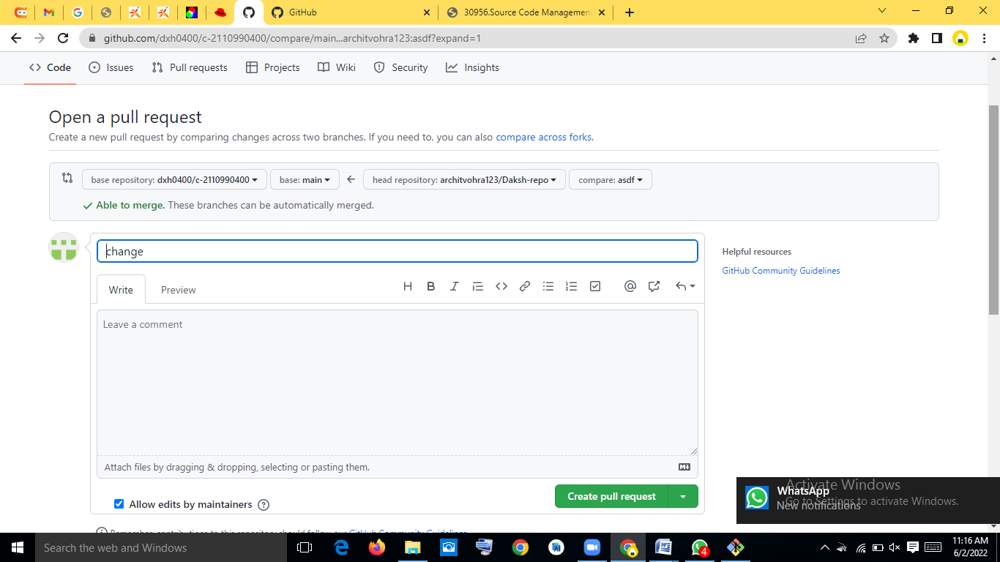 GitHub
30956.Source Code Management
github.com/dxh0400/c-2110990400/compare/main...architvohra123:asdf?expand=1
Code Issues Pull requests Projects Wiki Security Insights
Open a pull request
Create a new pull request by comparing changes across two branches. If you need to, you can also compare across forks.
base repository: dxh0400/c-2110990400 base: main head repository: architvohra123/Daksh-repo compare: asdf
Able to merge. These branches can be automatically merged.
change
Helpful resources
GitHub Community Guidelines
Write Preview
Leave a comment
Attach files by dragging & dropping, selecting or pasting them.
Create pull request
Allow edits by maintainers
Remember, contributions to this repository should follow our GitHub Community Guidelines.
Activate Windows
Go to Settings to activate Windows.
WhatsApp
New notifications
Search the web and Windows
4
11:16 AM
6/2/2022